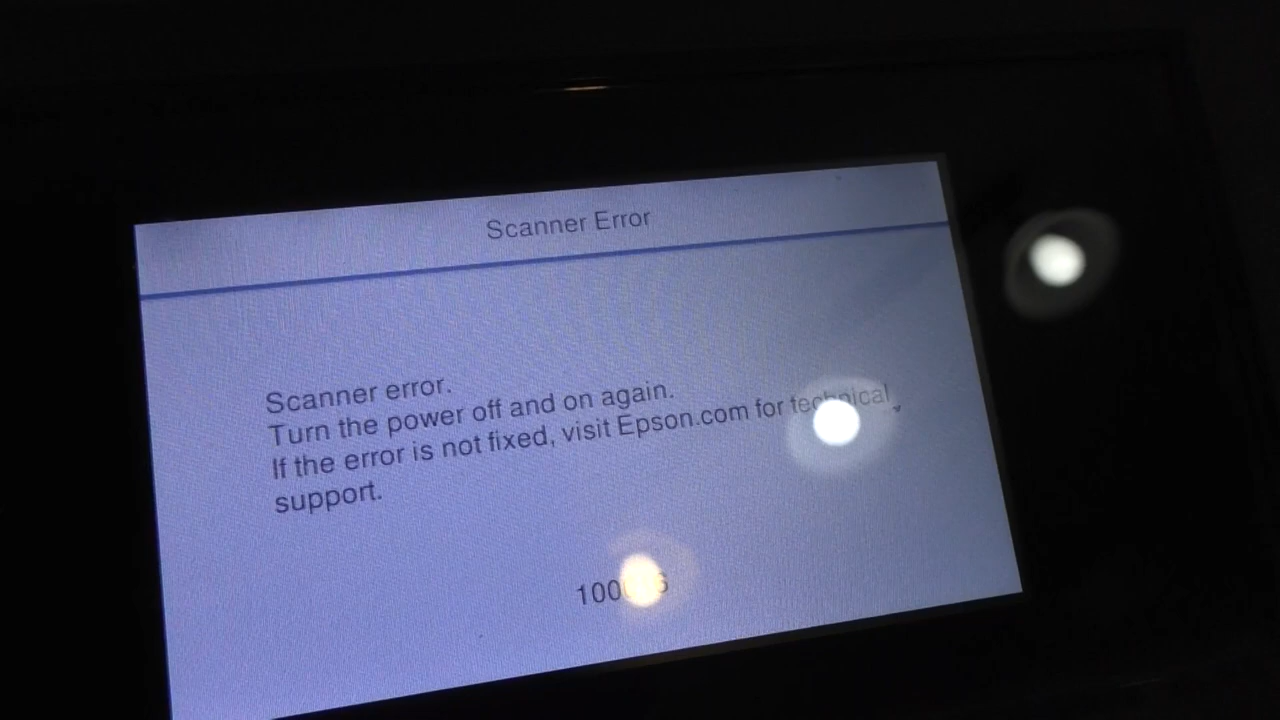 Scanner Error
Scanner error.
Turn the power off and on again.
If the error is not fixed, visit Epson.com for technical
support.